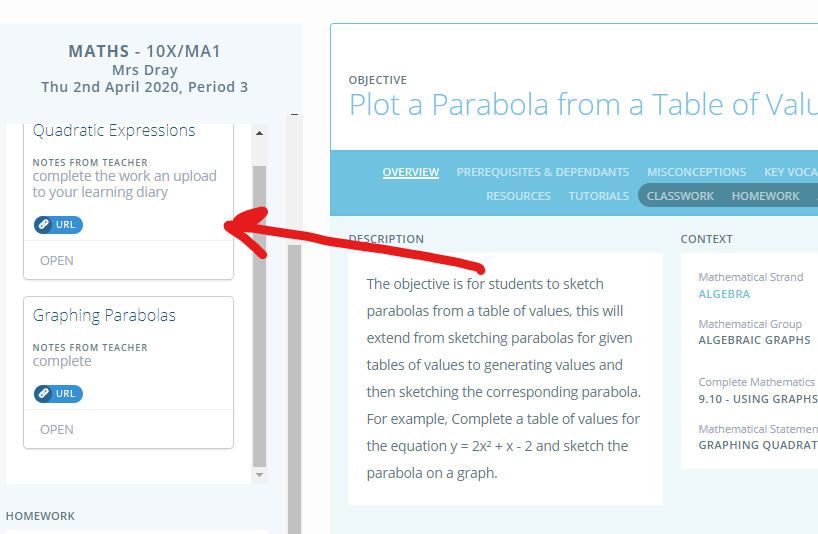 MATHS - 10X/MA1
Mrs Dray
Thu 2nd April 2020, Period 3
Quadratic Expressions
NOTES FROM TEACHER
complete the work an upload
to your learning diary
URL
OPEN
Graphing Parabolas
NOTES FROM TEACHER
complete
URL
OPEN
HOMEWORK
OBJECTIVE
Plot a Parabola from a Table of Valu
OVERVIEW PREREQUISITES & DEPENDANTS MISCONCEPTIONS KEY VOCA
RESOURCES TUTORIALS CLASSWORK HOMEWORK
DESCRIPTION
The objective is for students to sketch
parabolas from a table of values, this will
extend from sketching parabolas for given
tables of values to generating values and
then sketching the corresponding parabola.
For example, Complete a table of values for
the equation y = 2x² + x - 2 and sketch the
parabola on a graph.
CONTEXT
Mathematical Strand
ALGEBRA
Mathematical Group
ALGEBRAIC GRAPHS
Complete Mathematics
9.10 - USING GRAPHS
Mathematical Statemen
GRAPHING QUADRAT